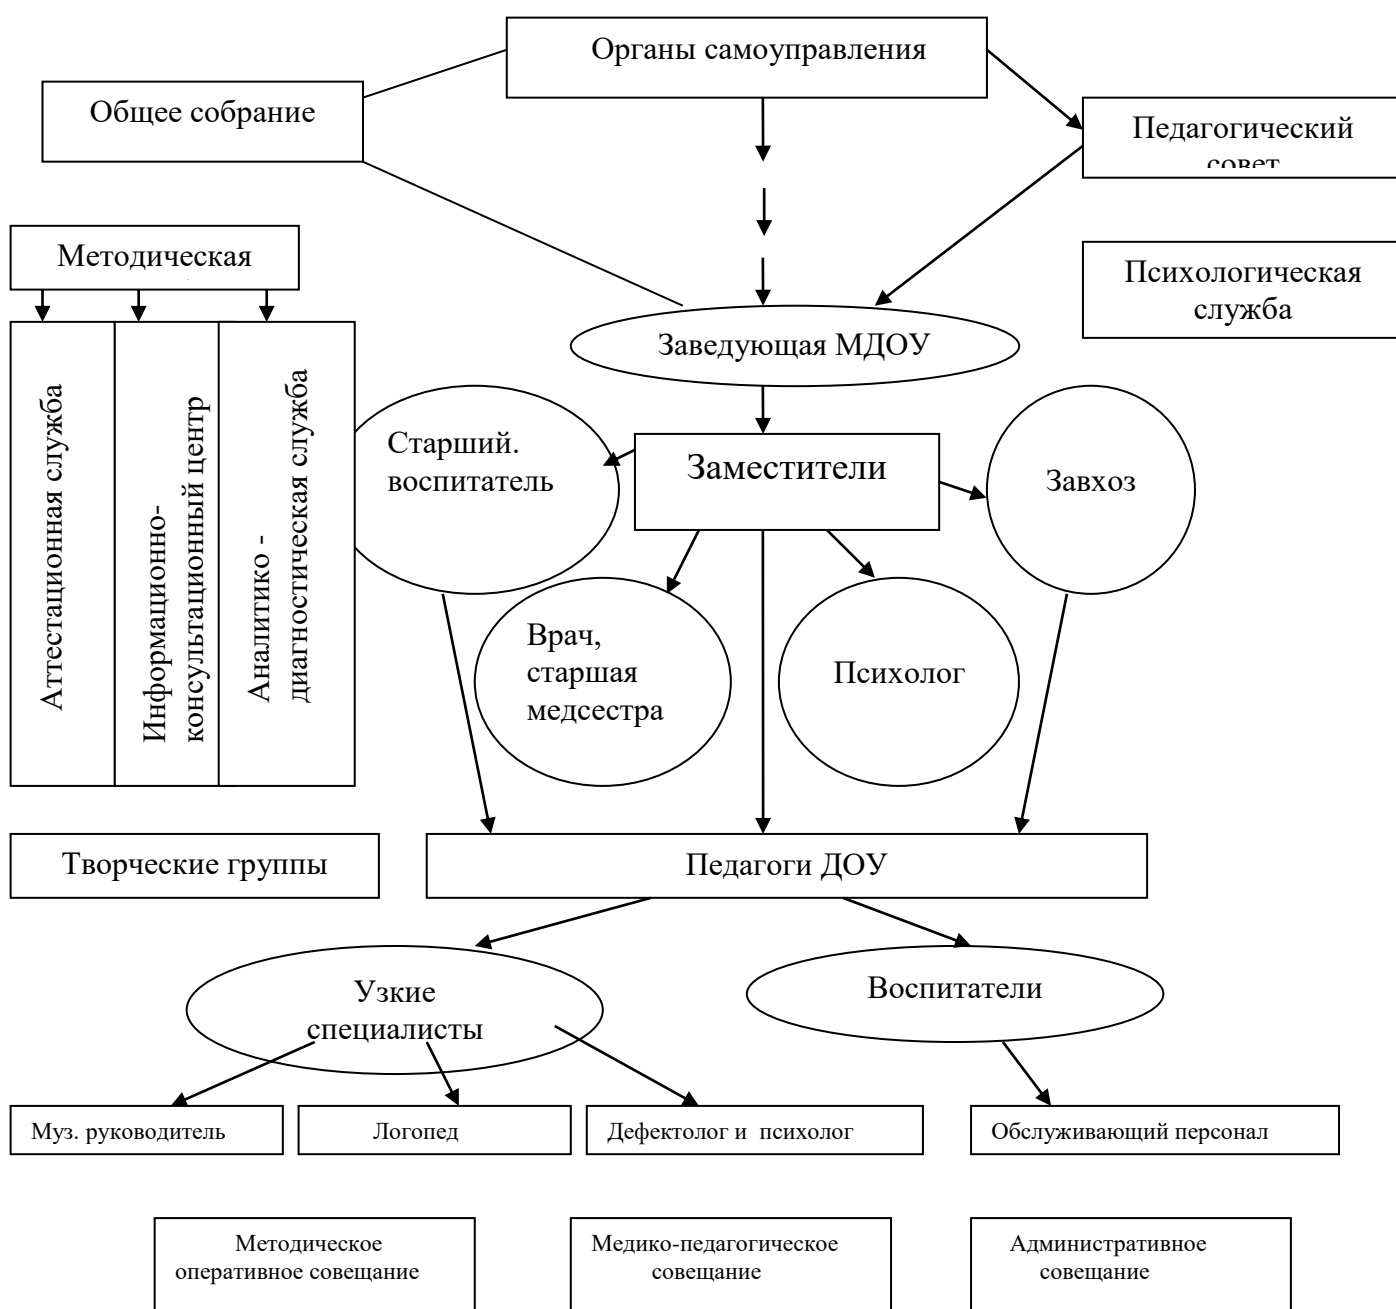 Органы самоуправления
Общее собрание
Педагогический
совет
Методическая
Психологическая
служба
Заведующая МДОУ
Аттестационная служба
Информационно-
консультационный центр
Аналитико -
диагностическая служба
Старший.
воспитатель
Заместители
Завхоз
Врач,
старшая
медсестра
Психолог
Творческие группы
Педагоги ДОУ
Узкие
специалисты
Воспитатели
Муз. руководитель
Логопед
Дефектолог и  психолог
Обслуживающий персонал
Методическое
оперативное совещание
Медико-педагогическое
совещание
Административное
совещание